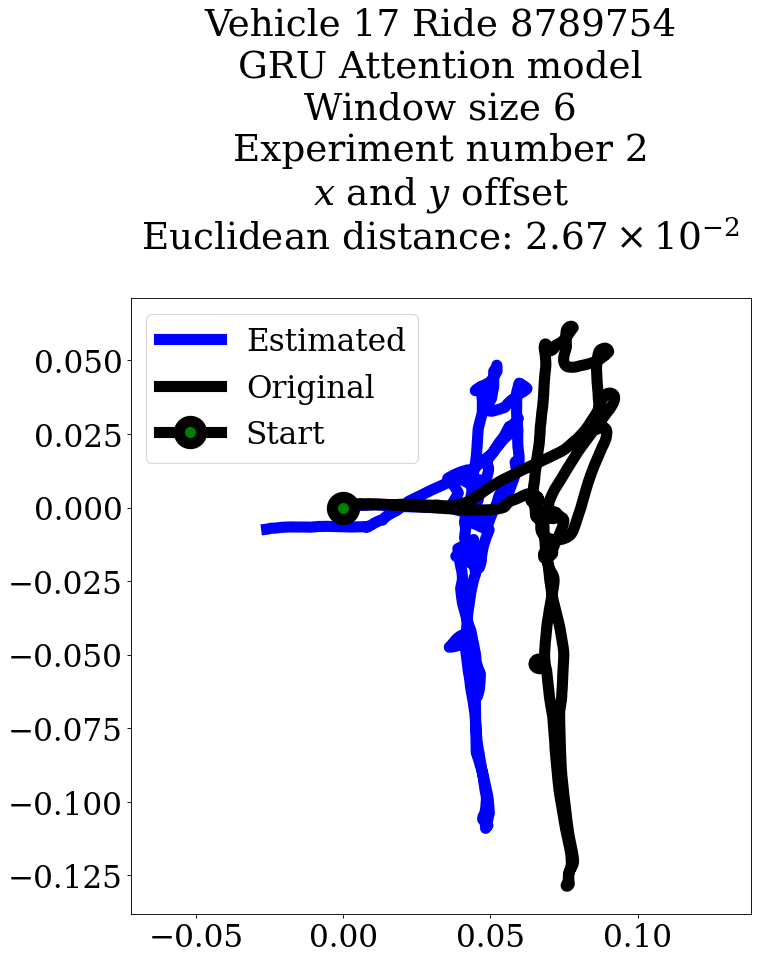 Vehicle 17 Ride 8789754
GRU Attention model
Window size 6
Experiment number 2
x and y offset
Euclidean distance: 2.67 × 10⁻²
Estimated
Original
Start
0.050
0.025
0.000
−0.025
−0.050
−0.075
−0.100
−0.125
−0.05 0.00 0.05 0.10